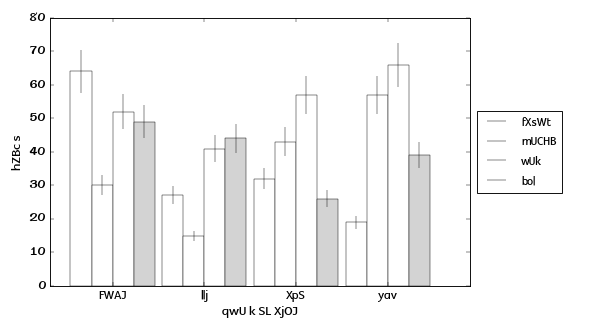 80
70
60
50
40
30
20
10
0
hZBc s
FWAJ llj XpS yav
qwU k SL XjOJ
fXsWt
mUCHB
wUk
bol